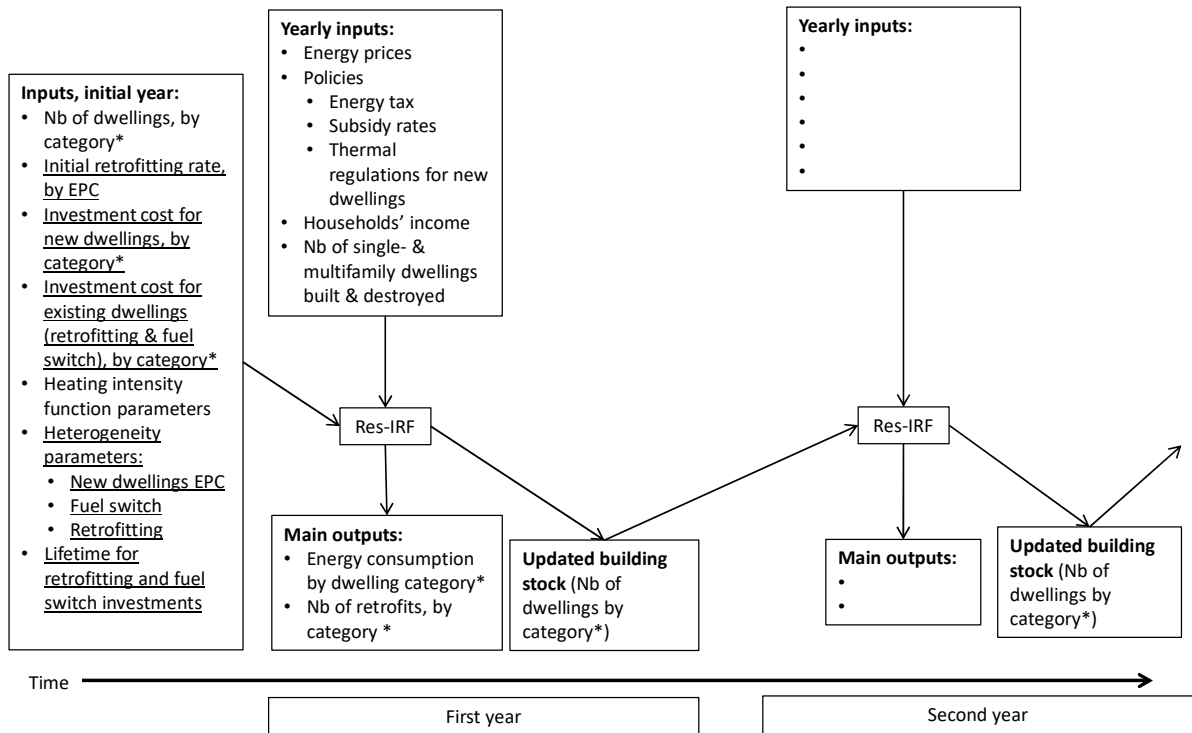 Inputs, initial year:
• Nb of dwellings, by
category*
• Initial retrofitting rate,
by EPC
• Investment cost for
new dwellings, by
category*
• Investment cost for
existing dwellings
(retrofitting & fuel
switch), by category*
• Heating intensity
function parameters
• Heterogeneity
parameters:
• New dwellings EPC
• Fuel switch
• Retrofitting
• Lifetime for
retrofitting and fuel
switch investments
Yearly inputs:
• Energy prices
• Policies
• Energy tax
• Subsidy rates
• Thermal
regulations for new
dwellings
• Households’ income
• Nb of single- &
multifamily dwellings
built & destroyed
Res-IRF
Main outputs:
• Energy consumption
by dwelling category*
• Nb of retrofits, by
category *
Updated building
stock (Nb of
dwellings by
category*)
Yearly inputs:
•
•
•
•
•
•
Res-IRF
Main outputs:
•
•
Updated building
stock (Nb of
dwellings by
category*)
Time
First year
Second year